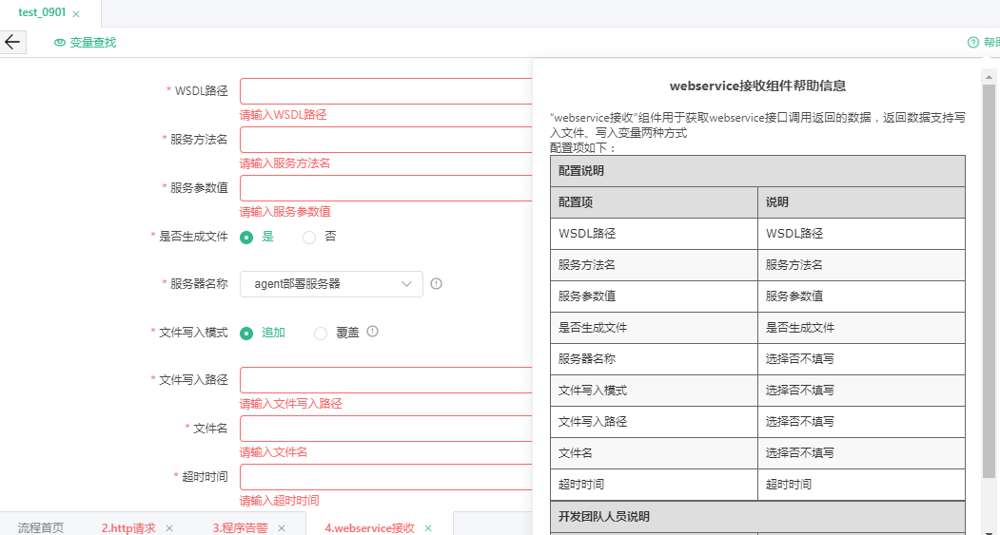 test_0901
变量查找
帮助
* WSDL路径
请输入WSDL路径
* 服务方法名
请输入服务方法名
* 服务参数值
请输入服务参数值
* 是否生成文件 是 否
* 服务器名称 agent部署服务器
* 文件写入模式 追加 覆盖
* 文件写入路径
请输入文件写入路径
* 文件名
请输入文件名
* 超时时间
请输入超时时间
webservice接收组件帮助信息
“webservice接收”组件用于获取webservice接口调用返回的数据，返回数据支持写
入文件、写入变量两种方式
配置项如下：
配置说明
配置项 说明
WSDL路径 WSDL路径
服务方法名 服务方法名
服务参数值 服务参数值
是否生成文件 是否生成文件
服务器名称 选择否不填写
文件写入模式 选择否不填写
文件写入路径 选择否不填写
文件名 选择否不填写
超时时间 超时时间
开发团队人员说明
流程首页 2.http请求 3.程序告警 4.webservice接收